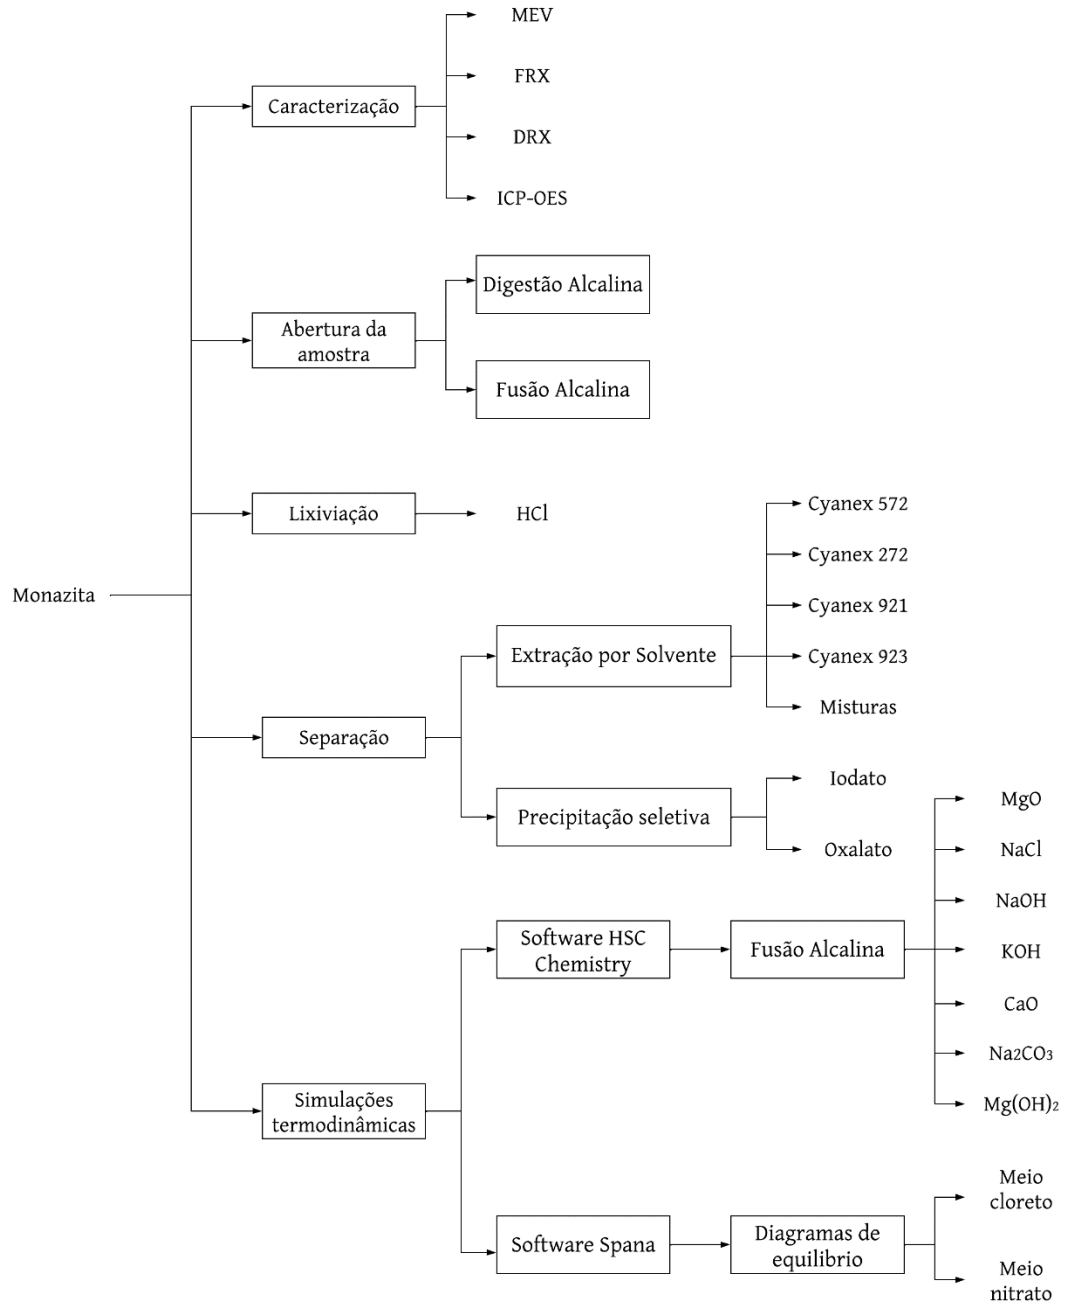 MEV
FRX
Caracterização
DRX
ICP-OES
Digestão Alcalina
Abertura da
amostra
Fusão Alcalina
Lixiviação
HCl
Cyanex 572
Cyanex 272
Cyanex 921
Monazita
Extração por Solvente
Cyanex 923
Misturas
Separação
Iodato
Precipitação seletiva
Oxalato
MgO
NaCl
NaOH
Software HSC
Chemistry
Fusão Alcalina
KOH
CaO
Na2CO3
Mg(OH)2
Simulações
termodinâmicas
Meio
cloreto
Software Spana
Diagramas de
equilibrio
Meio
nitrato